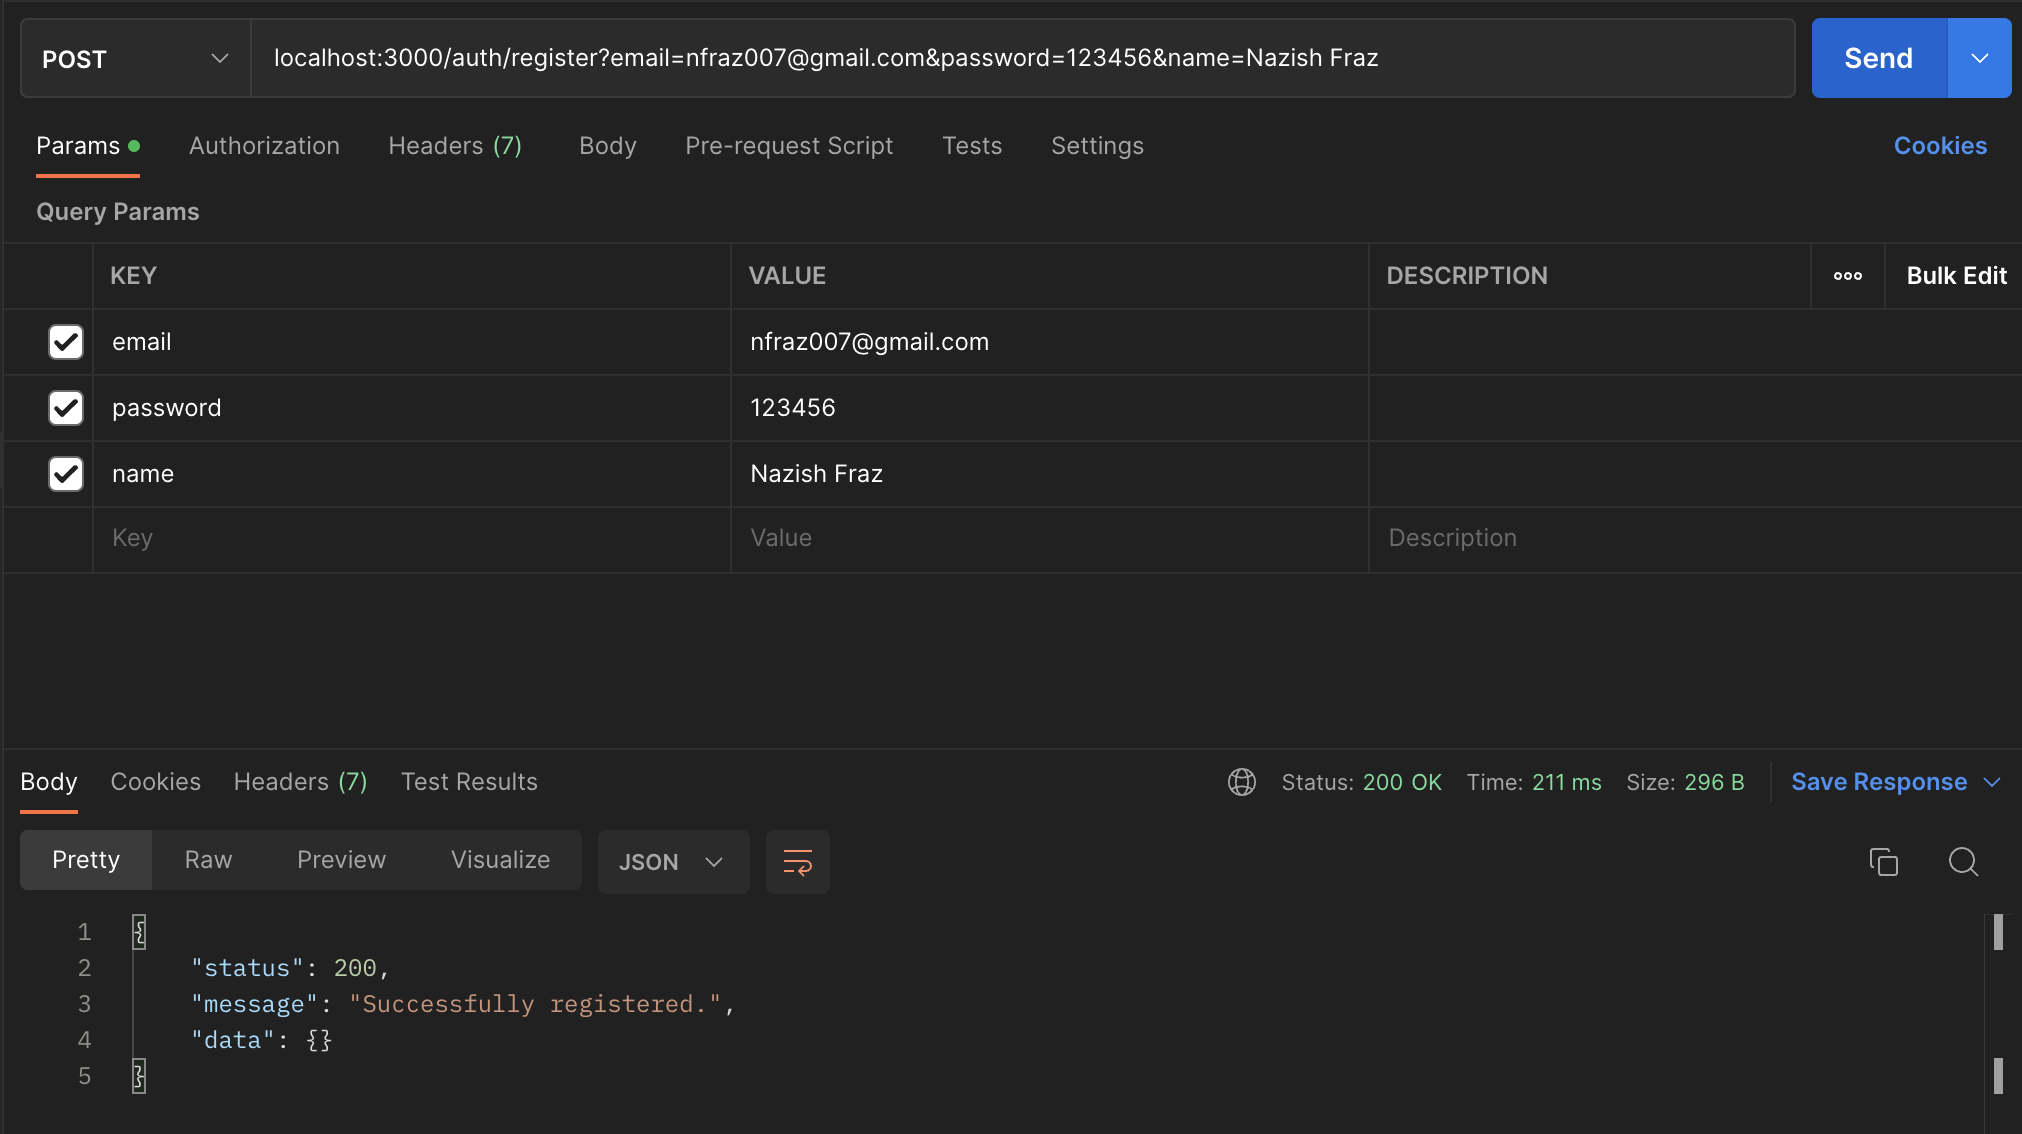 POST localhost:3000/auth/register?email=nfraz007@gmail.com&password=123456&name=Nazish Fraz Send
Params Authorization Headers (7) Body Pre-request Script Tests Settings Cookies
Query Params
KEY VALUE DESCRIPTION Bulk Edit
email nfraz007@gmail.com
password 123456
name Nazish Fraz
Key Value Description
Body Cookies Headers (7) Test Results Status: 200 OK Time: 211 ms Size: 296 B Save Response
Pretty Raw Preview Visualize JSON
1 {
2 "status": 200,
3 "message": "Successfully registered.",
4 "data": {}
5 }